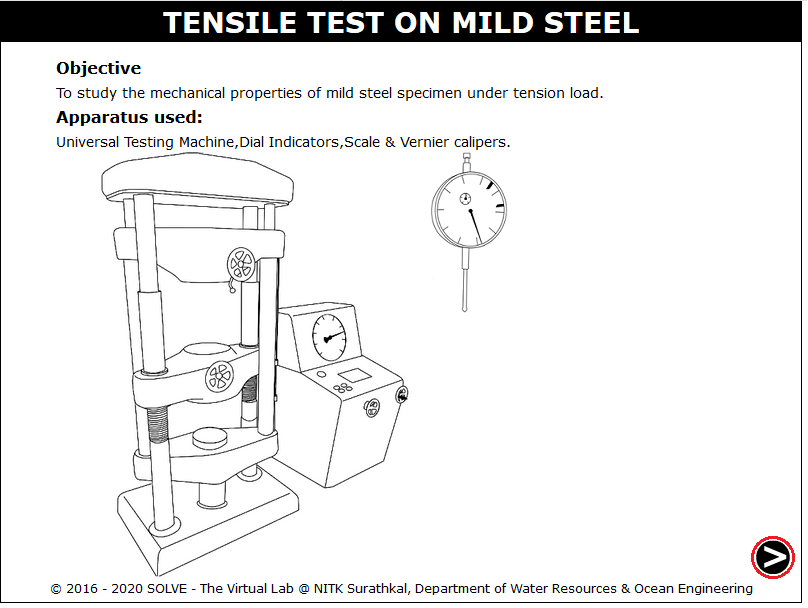 TENSILE TEST ON MILD STEEL
Objective
To study the mechanical properties of mild steel specimen under tension load.
Apparatus used:
Universal Testing Machine,Dial Indicators,Scale & Vernier calipers.
© 2016 - 2020 SOLVE - The Virtual Lab @ NITK Surathkal, Department of Water Resources & Ocean Engineering